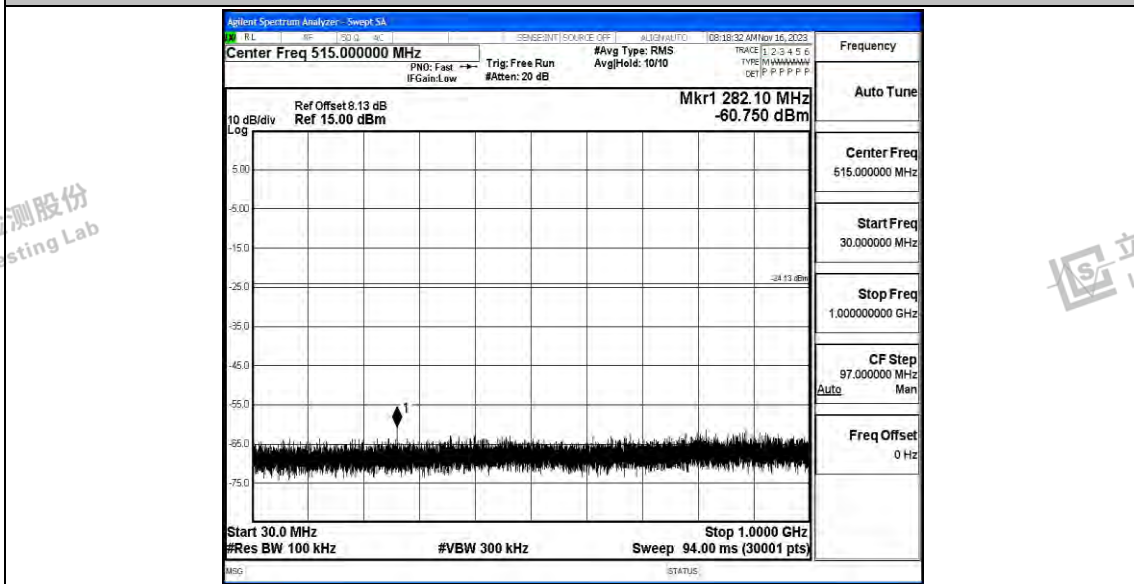 Agilent Spectrum Analyzer - Swept SA
RL RF 50 Ω AC SENSE:INT SOURCE OFF ALIGN AUTO 08:18:32 AM Nov 16, 2023
Center Freq 515.000000 MHz
PNO: Fast
IFGain:Low
Trig: Free Run
#Atten: 20 dB
#Avg Type: RMS
Avg|Hold: 10/10
TRACE 1 2 3 4 5 6
TYPE M WWWWW
DET P P P P P P
Ref Offset 8.13 dB
10 dB/div Ref 15.00 dBm
Log
Mkr1 282.10 MHz
-60.750 dBm
5.00
-5.00
-15.0
-24.13 dBm
-25.0
-35.0
-45.0
-55.0
1
-65.0
-75.0
Start 30.0 MHz
Stop 1.0000 GHz
#Res BW 100 kHz #VBW 300 kHz Sweep 94.00 ms (30001 pts)
MSG STATUS
Frequency
Auto Tune
Center Freq
515.000000 MHz
Start Freq
30.000000 MHz
Stop Freq
1.000000000 GHz
CF Step
97.000000 MHz
Auto Man
Freq Offset
0 Hz
测股份
sting Lab
立